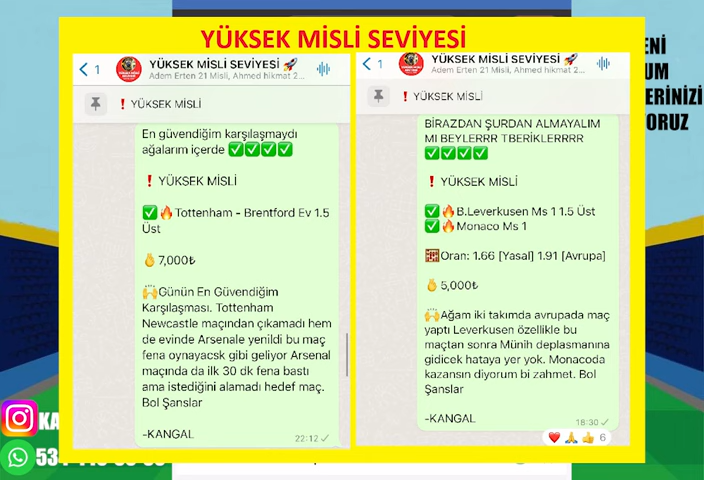 YÜKSEK MİSLİ SEVİYESİ
1
YÜKSEK MİSLİ SEVİYESİ
Adem Erten 21 Misli, Ahmed hikmat 2...
YÜKSEK MİSLİ
En güvendiğim karşılaşmaydı
ağalarım içerde ✅✅✅✅
❗ YÜKSEK MİSLİ
✅🔥Tottenham - Brentford Ev 1.5
Üst
7,000₺
🙌Günün En Güvendiğim
Karşılaşması. Tottenham
Newcastle maçından çıkamadı hem
de evinde Arsenale yenildi bu maç
fena oynayacsk gibi geliyor Arsenal
maçında da ilk 30 dk fena bastı
ama istediğini alamadı hedef maç.
Bol Şanslar
-KANGAL
22:12
1
YÜKSEK MİSLİ SEVİYESİ
Adem Erten 21 Misli, Ahmed hikmat 2...
YÜKSEK MİSLİ
BİRAZDAN ŞURDAN ALMAYALIM
MI BEYLERRR TBERİKLERRRR
✅✅✅✅
❗ YÜKSEK MİSLİ
✅🔥B.Leverkusen Ms 1 1.5 Üst
✅🔥Monaco Ms 1
🧮Oran: 1.66 [Yasal] 1.91 [Avrupa]
5,000₺
🙌Ağam iki takımda avrupada maç
yaptı Leverkusen özellikle bu
maçtan sonra Münih deplasmanına
gidicek hataya yer yok. Monacoda
kazansın diyorum bi zahmet. Bol
Şanslar
-KANGAL
18:30
6